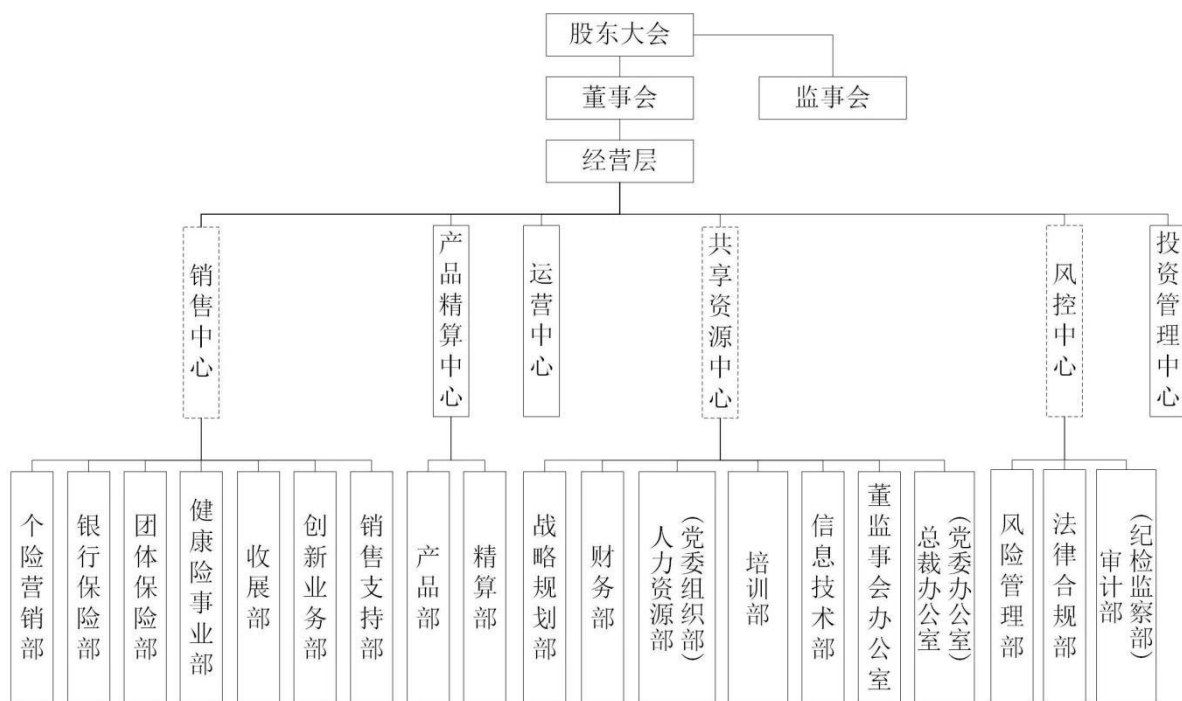 股东大会
董事会
监事会
经营层
销售中心
产品精算中心
运营中心
共享资源中心
风控中心
投资管理中心
个险营销部
银行保险部
团体保险部
健康险事业部
收展部
创新业务部
销售支持部
产品部
精算部
战略规划部
财务部
人力资源部
(党委组织部)
培训部
信息技术部
董监事会办公室
总裁办公室
(党委办公室)
风险管理部
法律合规部
审计部
(纪检监察部)